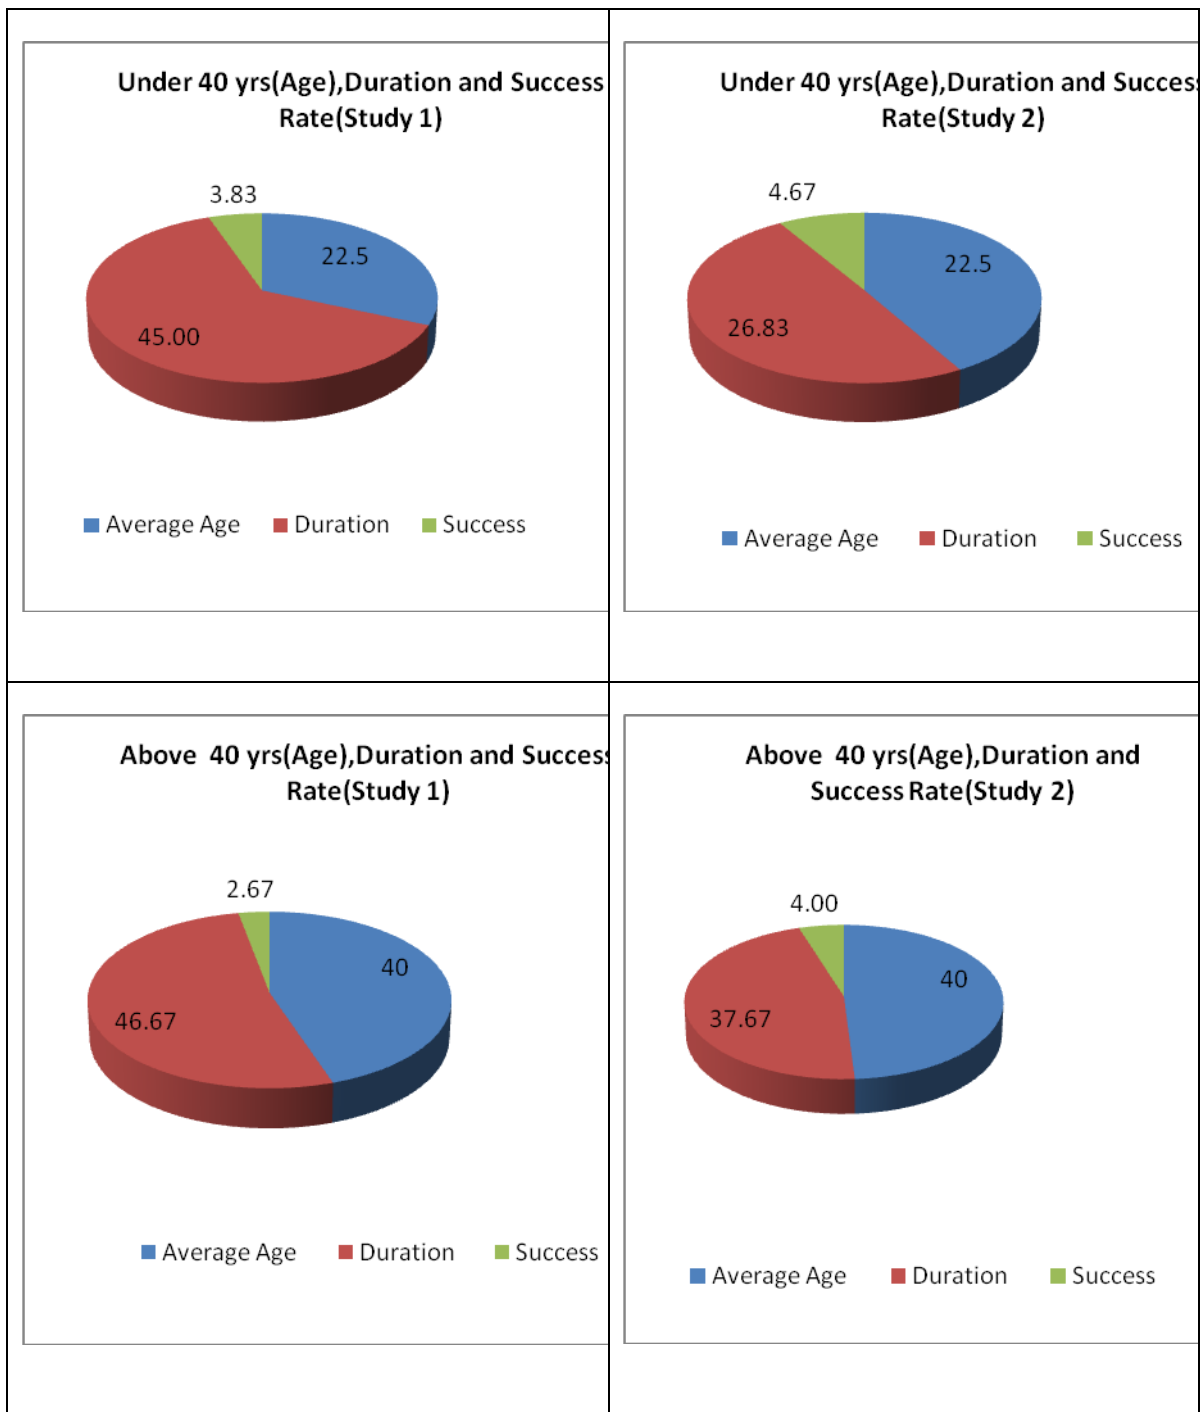 Under 40 yrs(Age),Duration and Success
Rate(Study 1)
3.83
22.5
45.00
Average Age Duration Success
Under 40 yrs(Age),Duration and Succes
Rate(Study 2)
4.67
22.5
26.83
Average Age Duration Success
Above 40 yrs(Age),Duration and Success
Rate(Study 1)
2.67
40
46.67
Average Age Duration Success
Above 40 yrs(Age),Duration and
Success Rate(Study 2)
4.00
40
37.67
Average Age Duration Success